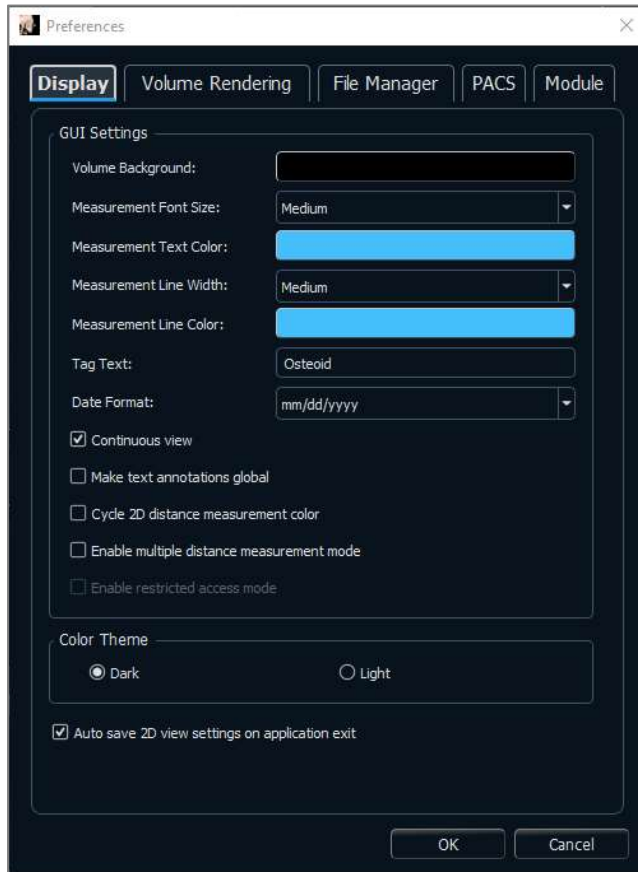 Preferences
Display Volume Rendering File Manager PACS Module
GUI Settings
Volume Background:
Measurement Font Size: Medium
Measurement Text Color:
Measurement Line Width: Medium
Measurement Line Color:
Tag Text: Osteoid
Date Format: mm/dd/yyyy
Continuous view
Make text annotations global
Cycle 2D distance measurement color
Enable multiple distance measurement mode
Enable restricted access mode
Color Theme
Dark Light
Auto save 2D view settings on application exit
OK Cancel